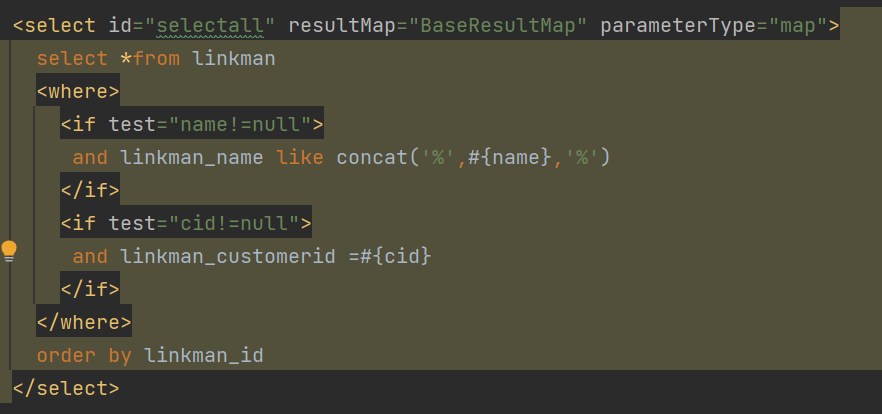 <select id="selectall" resultMap="BaseResultMap" parameterType="map">
select *from linkman
<where>
<if test="name!=null">
and linkman_name like concat('%',#{name},'%')
</if>
<if test="cid!=null">
and linkman_customerid =#{cid}
</if>
</where>
order by linkman_id
</select>